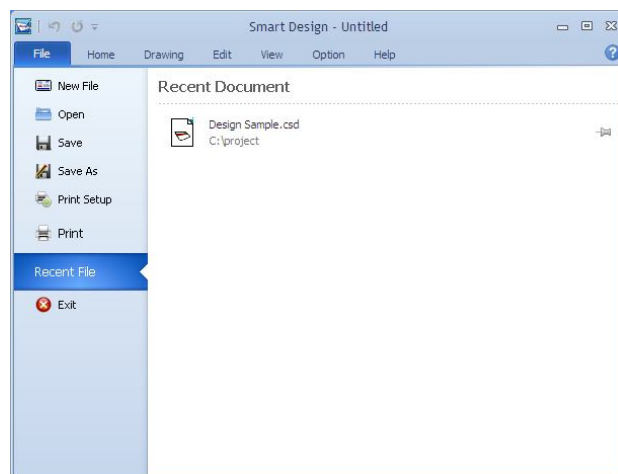 Smart Design - Untitled
File Home Drawing Edit View Option Help
New File
Open
Save
Save As
Print Setup
Print
Recent File
Exit
Recent Document
Design Sample.csd
C:\project